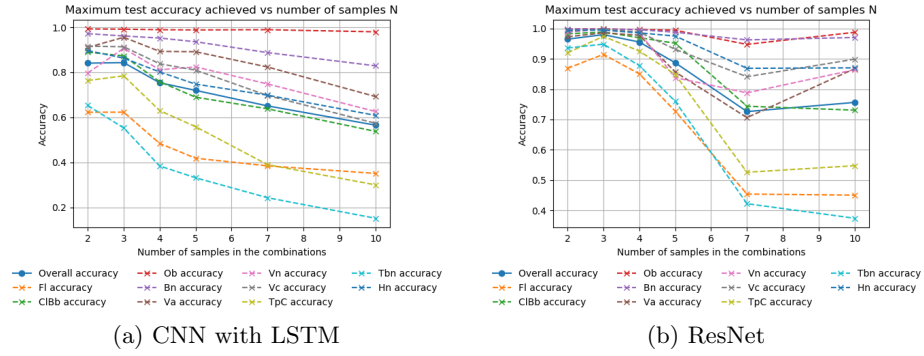 Maximum test accuracy achieved vs number of samples N
1.0
0.8
0.6
0.4
0.2
Accuracy
2 3 4 5 6 7 8 9 10
Number of samples in the combinations
Overall accuracy
Fl accuracy
ClBb accuracy
Ob accuracy
Bn accuracy
Va accuracy
Vn accuracy
Vc accuracy
TpC accuracy
Tbn accuracy
Hn accuracy
(a) CNN with LSTM
Maximum test accuracy achieved vs number of samples N
1.0
0.9
0.8
0.7
0.6
0.5
0.4
Accuracy
2 3 4 5 6 7 8 9 10
Number of samples in the combinations
Overall accuracy
Fl accuracy
ClBb accuracy
Ob accuracy
Bn accuracy
Va accuracy
Vn accuracy
Vc accuracy
TpC accuracy
Tbn accuracy
Hn accuracy
(b) ResNet